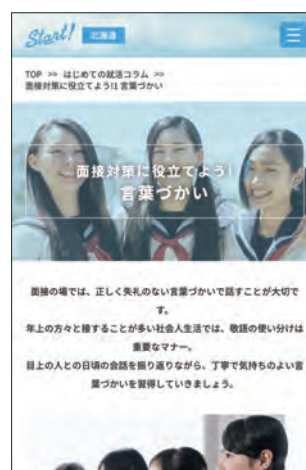 Start! 北海道
TOP >> はじめての就活コラム >>
面接対策に役立てよう!1 言葉づかい
面接対策に役立てよう!
言葉づかい
面接の場では、正しく失礼のない言葉づかいで話すことが大切で
す。
年上の方々と接することが多い社会人生活では、敬語の使い分けは
重要なマナー。
目上の人との日頃の会話を振り返りながら、丁寧で気持ちのよい言
葉づかいを習得していきましょう。